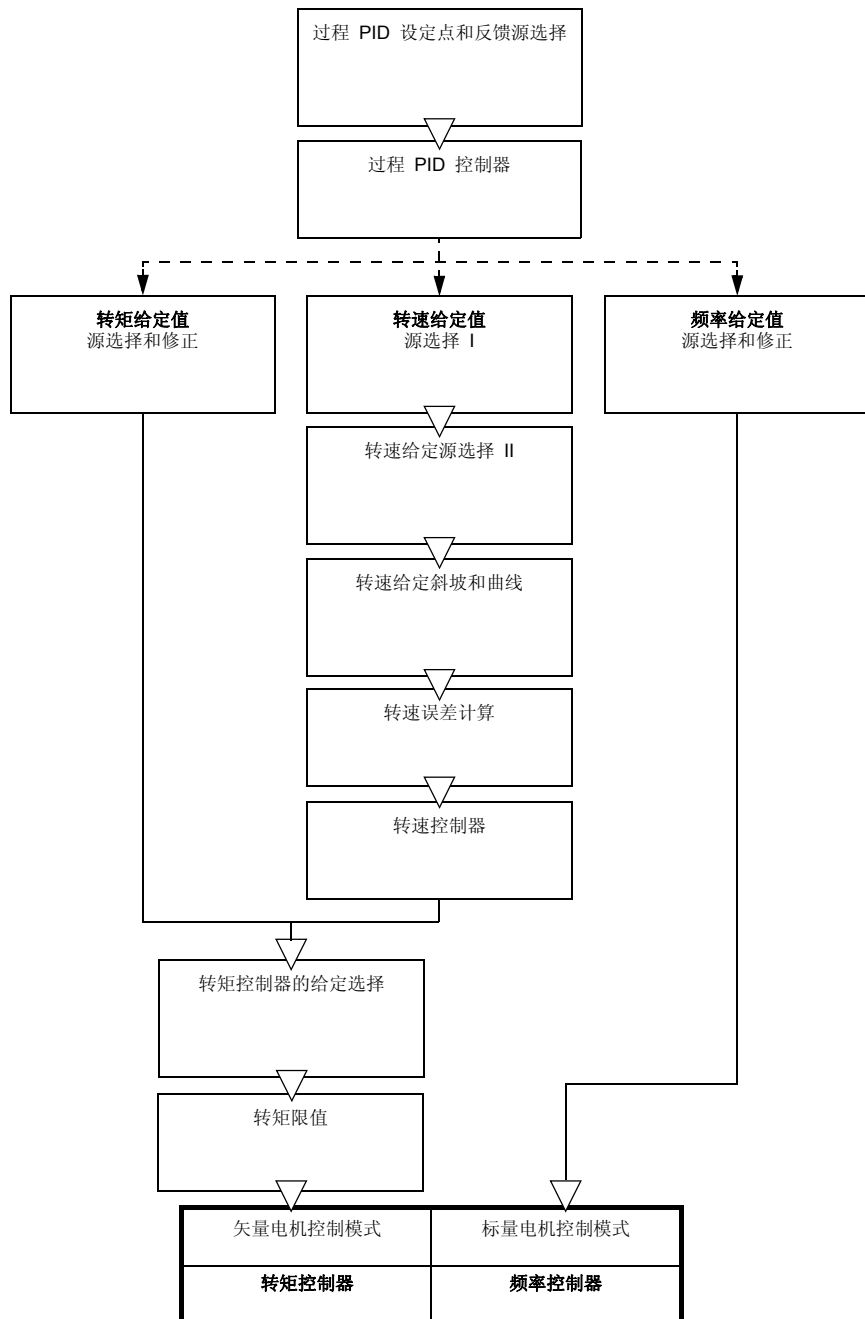 过程 PID 设定点和反馈源选择
过程 PID 控制器
转矩给定值
源选择和修正
转速给定值
源选择 I
频率给定值
源选择和修正
转速给定源选择 II
转速给定斜坡和曲线
转速误差计算
转速控制器
转矩控制器的给定选择
转矩限值
矢量电机控制模式
标量电机控制模式
转矩控制器
频率控制器